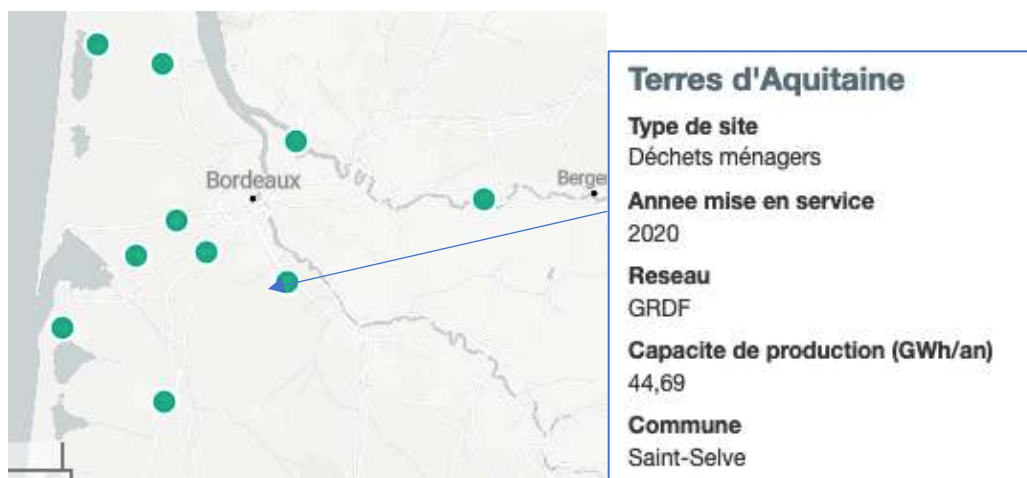 Bordeaux
Berger
Terres d'Aquitaine
Type de site
Déchets ménagers
Annee mise en service
2020
Reseau
GRDF
Capacite de production (GWh/an)
44,69
Commune
Saint-Selve